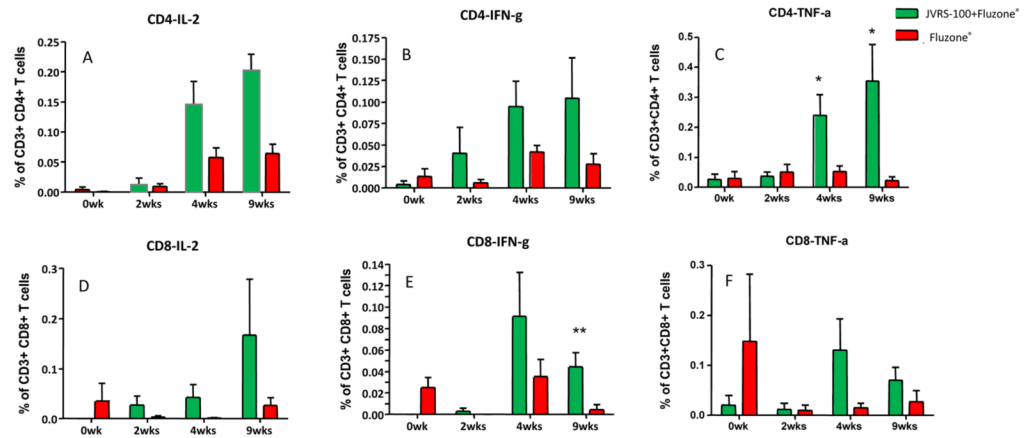 JVRS-100+Fluzone®
Fluzone®
CD4-IL-2
A
% of CD3+ CD4+ T cells
0.25
0.20
0.15
0.10
0.05
0.00
0wk 2wks 4wks 9wks
CD4-IFN-g
B
% of CD3+ CD4+ T cells
0.150
0.125
0.100
0.075
0.050
0.025
0.000
0wk 2wks 4wks 9wks
CD4-TNF-a
C
% of CD3+CD4+ T cells
0.5
0.4
0.3
0.2
0.1
0.0
* *
0wk 2wks 4wks 9wks
CD8-IL-2
D
% of CD3+ CD8+ T cells
0.3
0.2
0.1
0.0
0wk 2wks 4wks 9wks
CD8-IFN-g
E
% of CD3+ CD8+ T cells
0.14
0.12
0.10
0.08
0.06
0.04
0.02
0.00
**
0wk 2wks 4wks 9wks
CD8-TNF-a
F
% of CD3+CD8+ T cells
0.3
0.2
0.1
0.0
0wk 2wks 4wks 9wks